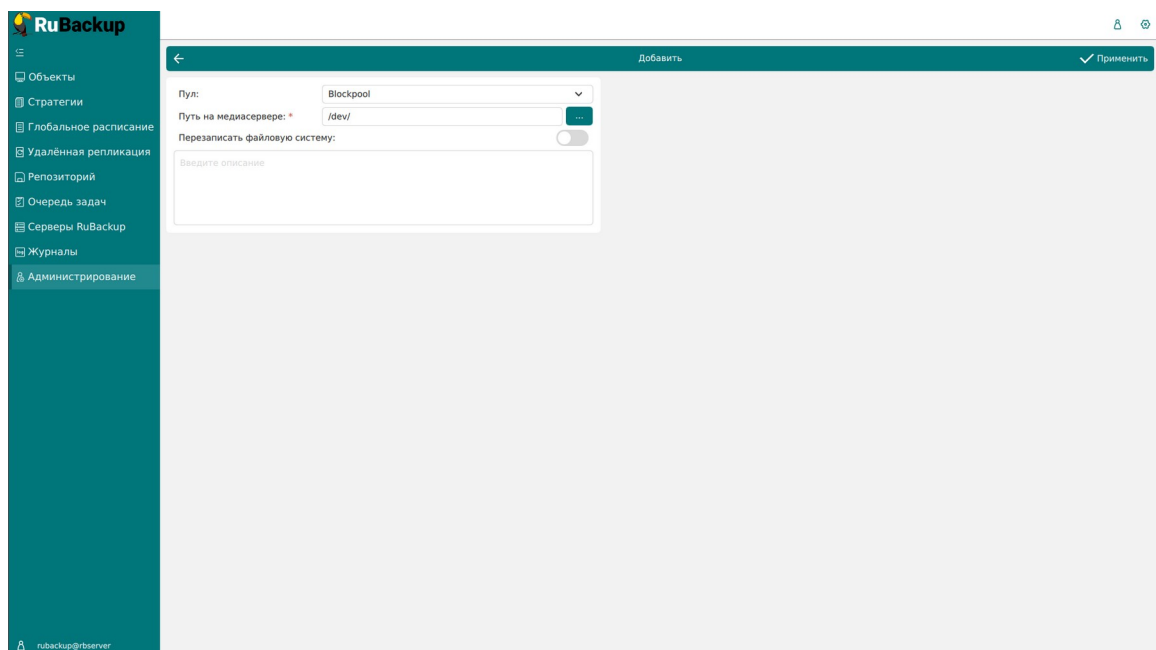 RuBackup
Добавить
Применить
Объекты
Стратегии
Глобальное расписание
Удалённая репликация
Репозиторий
Очередь задач
Серверы RuBackup
Журналы
Администрирование
Пул:
Blockpool
Путь на медиасервере: *
/dev/
...
Перезаписать файловую систему:
Введите описание
rubackup@rbserver